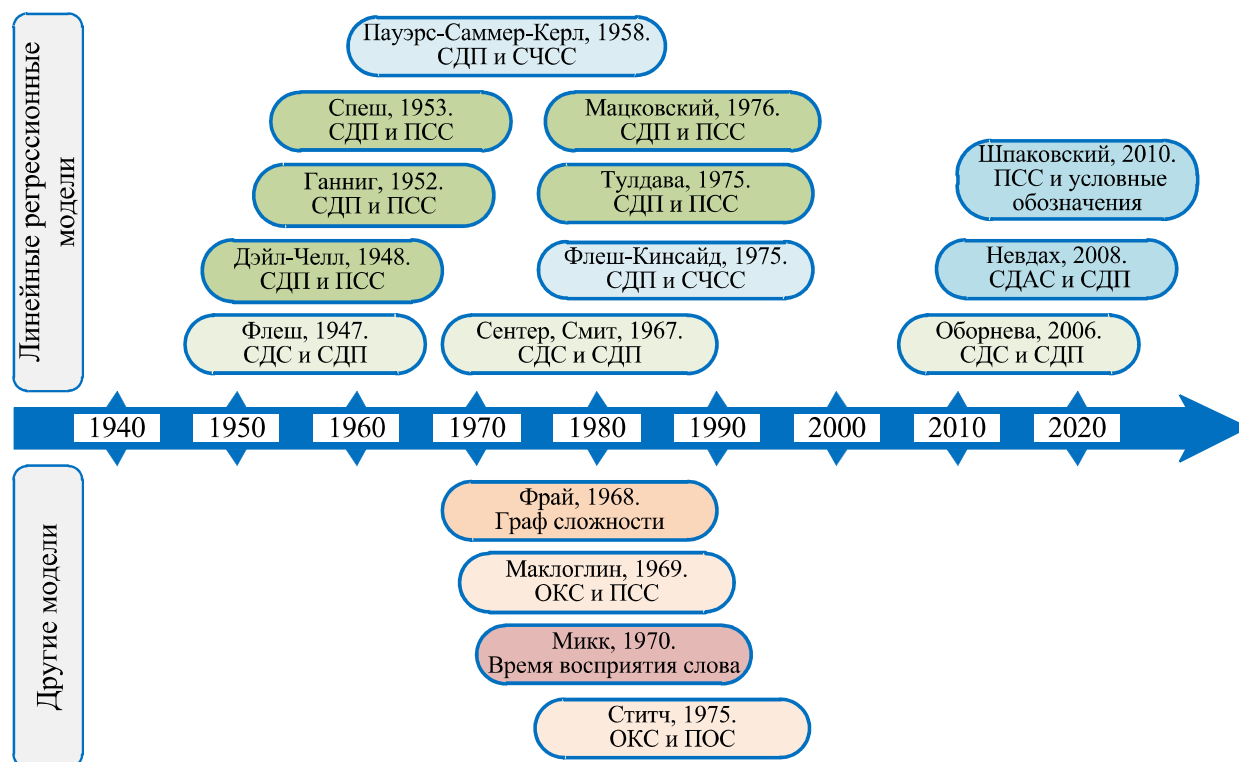 Линейные регрессионные
модели
Пауэрс-Саммер-Керл, 1958.
СДП и СЧСС
Спеш, 1953.
СДП и ПСС
Мацковский, 1976.
СДП и ПСС
Ганниг, 1952.
СДП и ПСС
Тулдава, 1975.
СДП и ПСС
Шпаковский, 2010.
ПСС и условные
обозначения
Дэйл-Челл, 1948.
СДП и ПСС
Флеш-Кинсайд, 1975.
СДП и СЧСС
Невдах, 2008.
СДАС и СДП
Флеш, 1947.
СДС и СДП
Сентер, Смит, 1967.
СДС и СДП
Оборнева, 2006.
СДС и СДП
1940 1950 1960 1970 1980 1990 2000 2010 2020
Другие модели
Фрай, 1968.
Граф сложности
Маклоглин, 1969.
ОКС и ПСС
Микк, 1970.
Время восприятия слова
Ститч, 1975.
ОКС и ПОС